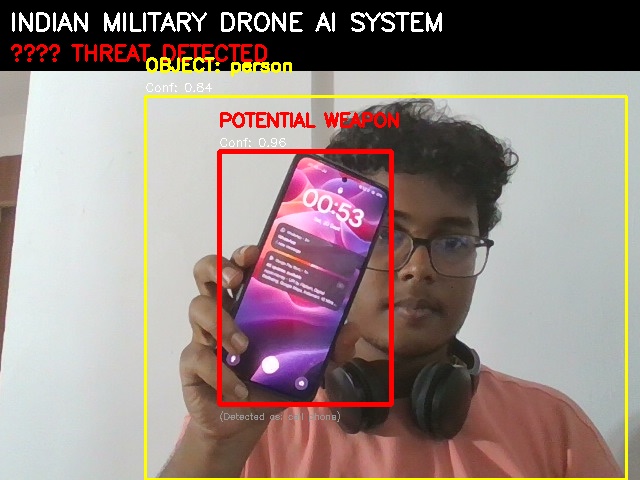 INDIAN MILITARY DRONE AI SYSTEM
???? THREAT DETECTED
OBJECT: person
Conf: 0.84
POTENTIAL WEAPON
Conf: 0.96
00:53
WhatsApp
(Detected as: cell phone)